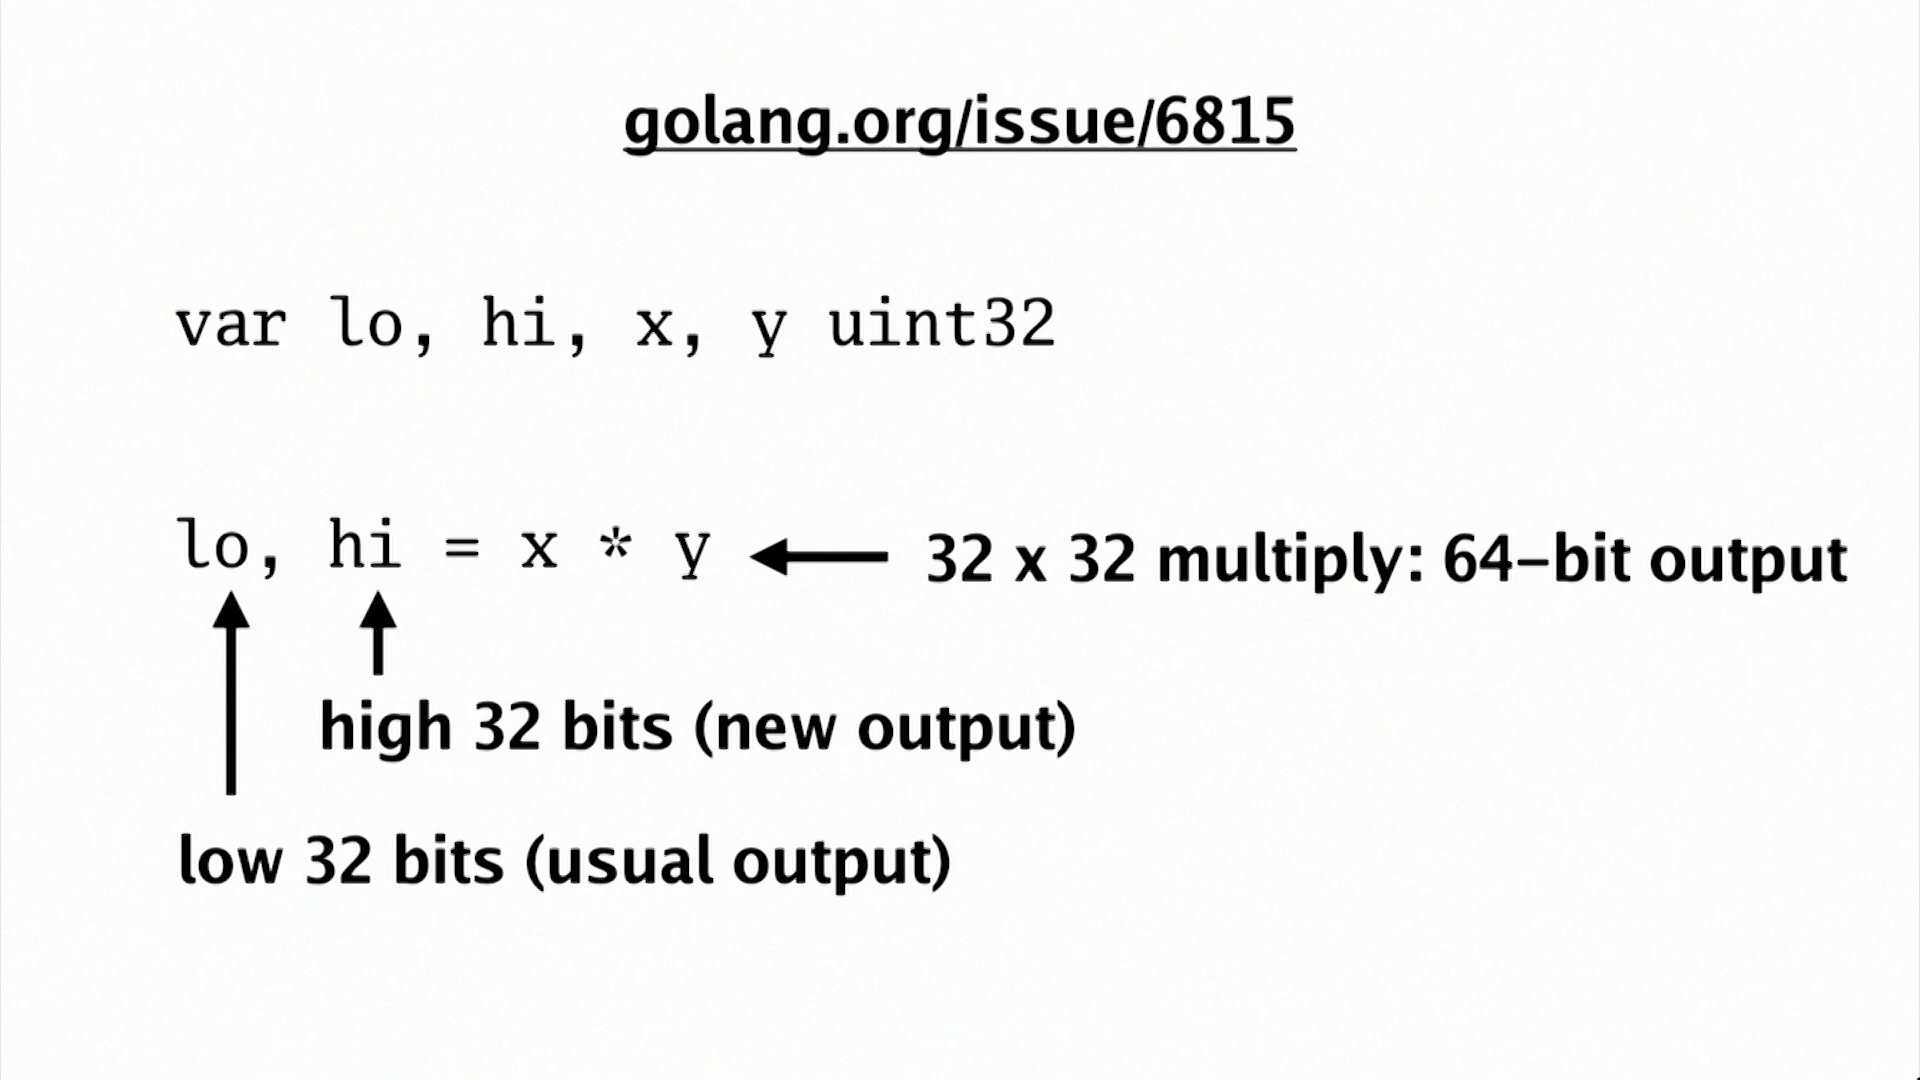 golang.org/issue/6815
var lo, hi, x, y uint32
lo, hi = x * y
32 x 32 multiply: 64–bit output
high 32 bits (new output)
low 32 bits (usual output)